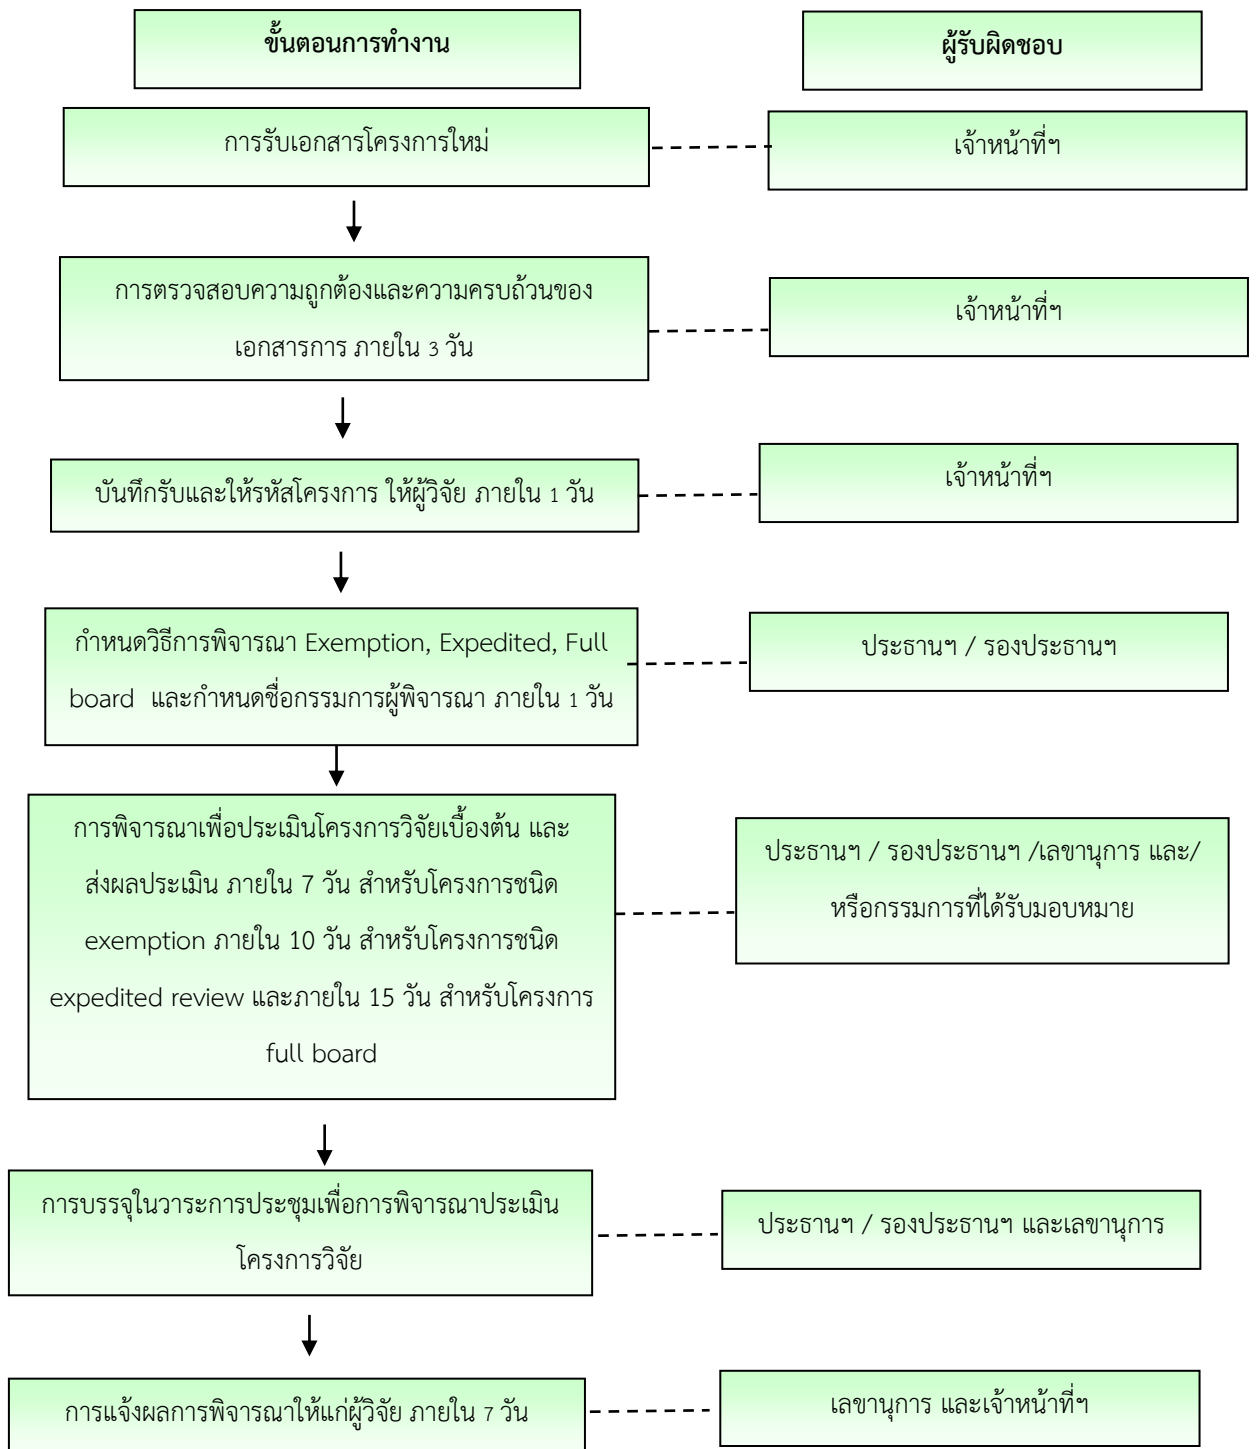 ขั้นตอนการทำงาน
ผู้รับผิดชอบ
การรับเอกสารโครงการใหม่
เจ้าหน้าที่ฯ
การตรวจสอบความถูกต้องและความครบถ้วนของ
เอกสารการ ภายใน 3 วัน
เจ้าหน้าที่ฯ
บันทึกรับและให้รหัสโครงการ ให้ผู้วิจัย ภายใน 1 วัน
เจ้าหน้าที่ฯ
กำหนดวิธีการพิจารณา Exemption, Expedited, Full
board และกำหนดชื่อกรรมการผู้พิจารณา ภายใน 1 วัน
ประธานฯ / รองประธานฯ
การพิจารณาเพื่อประเมินโครงการวิจัยเบื้องต้น และ
ส่งผลประเมิน ภายใน 7 วัน สำหรับโครงการชนิด
exemption ภายใน 10 วัน สำหรับโครงการชนิด
expedited review และภายใน 15 วัน สำหรับโครงการ
full board
ประธานฯ / รองประธานฯ /เลขานุการ และ/
หรือกรรมการที่ได้รับมอบหมาย
การบรรจุในวาระการประชุมเพื่อการพิจารณาประเมิน
โครงการวิจัย
ประธานฯ / รองประธานฯ และเลขานุการ
การแจ้งผลการพิจารณาให้แก่ผู้วิจัย ภายใน 7 วัน
เลขานุการ และเจ้าหน้าที่ฯ